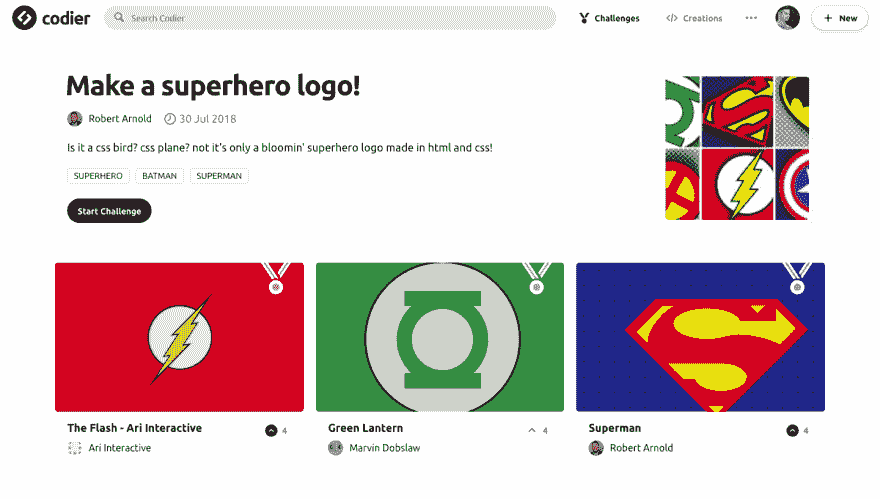 codier
Search Codier
Challenges
Creations
New
Make a superhero logo!
Robert Arnold
30 Jul 2018
Is it a css bird? css plane? not it's only a bloomin' superhero logo made in html and css!
SUPERHERO
BATMAN
SUPERMAN
Start Challenge
The Flash - Ari Interactive
4
Ari Interactive
Green Lantern
4
Marvin Dobslaw
Superman
4
Robert Arnold